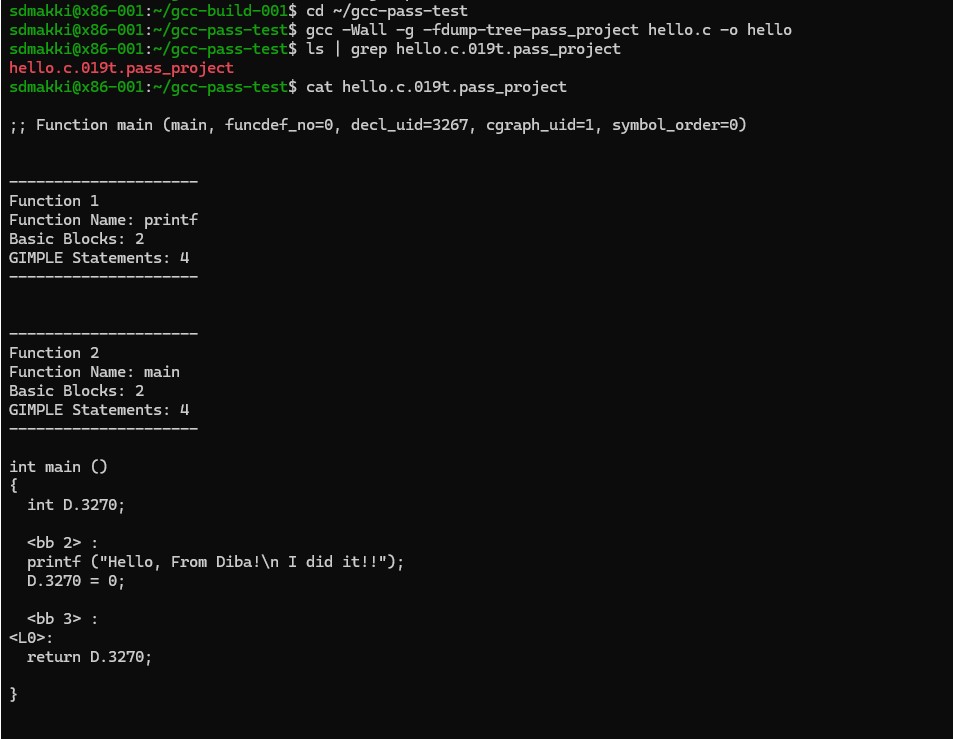 sdmakki@x86-001:~/gcc-build-001$ cd ~/gcc-pass-test
sdmakki@x86-001:~/gcc-pass-test$ gcc -Wall -g -fdump-tree-pass_project hello.c -o hello
sdmakki@x86-001:~/gcc-pass-test$ ls | grep hello.c.019t.pass_project
hello.c.019t.pass_project
sdmakki@x86-001:~/gcc-pass-test$ cat hello.c.019t.pass_project
;; Function main (main, funcdef_no=0, decl_uid=3267, cgraph_uid=1, symbol_order=0)
---------------------
Function 1
Function Name: printf
Basic Blocks: 2
GIMPLE Statements: 4
---------------------
---------------------
Function 2
Function Name: main
Basic Blocks: 2
GIMPLE Statements: 4
---------------------
int main ()
{
  int D.3270;
  <bb 2> :
  printf ("Hello, From Diba!\n I did it!!");
  D.3270 = 0;
  <bb 3> :
<L0>:
  return D.3270;
}